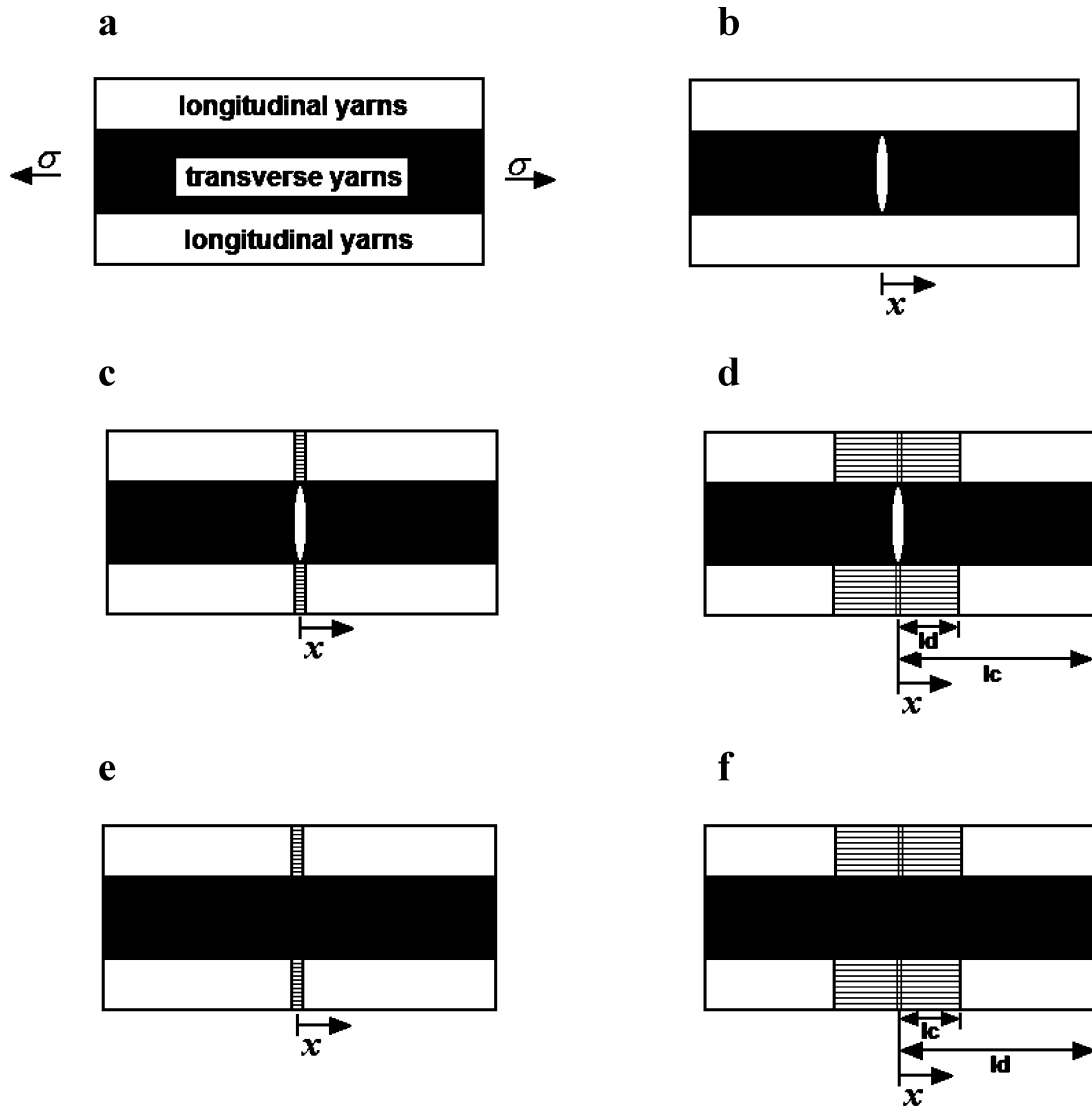 a
longitudinal yarns
σ
transverse yarns
σ
longitudinal yarns
b
x
c
x
d
ld
lc
x
e
x
f
lc
ld
x